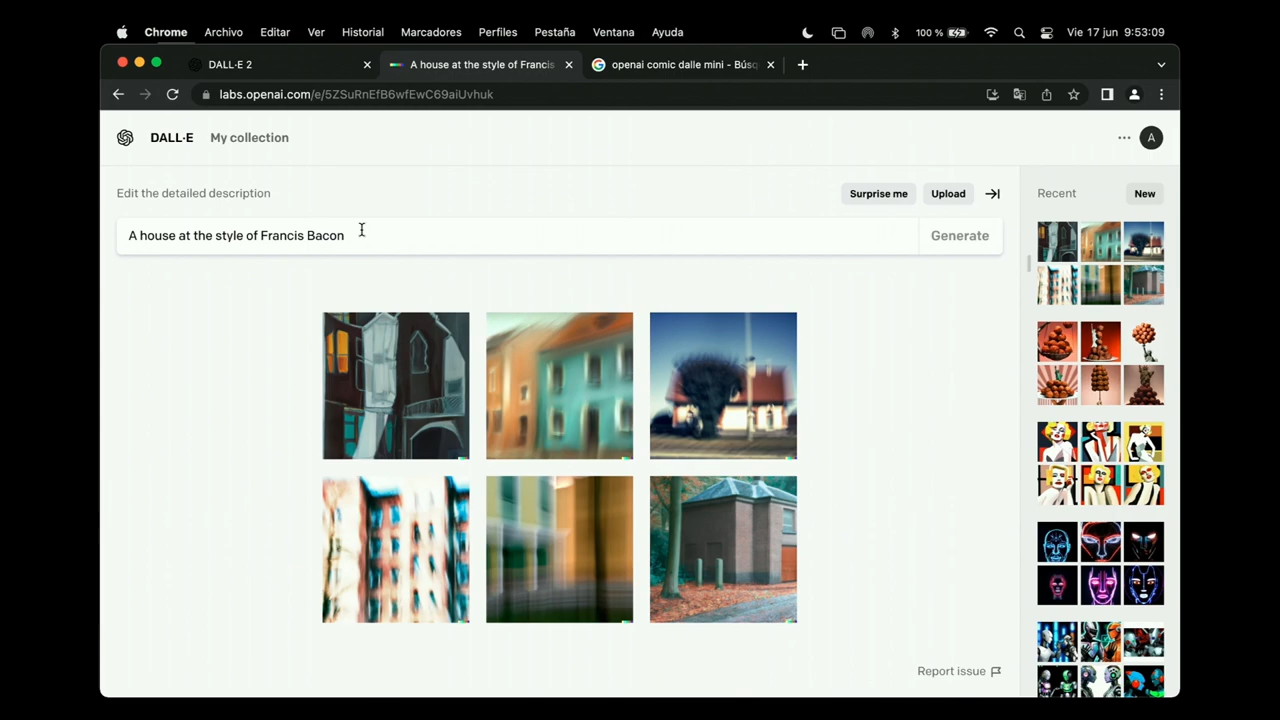 Chrome Archivo Editar Ver Historial Marcadores Perfiles Pestaña Ventana Ayuda 100 % Vie 17 jun 9:53:09
DALL·E 2 A house at the style of Francis openai comic dalle mini - Búsq
labs.openai.com/e/5ZSuRnEfB6wfEwC69aiUvhuk
DALL·E My collection A
Edit the detailed description Surprise me Upload Recent New
A house at the style of Francis Bacon Generate
Report issue